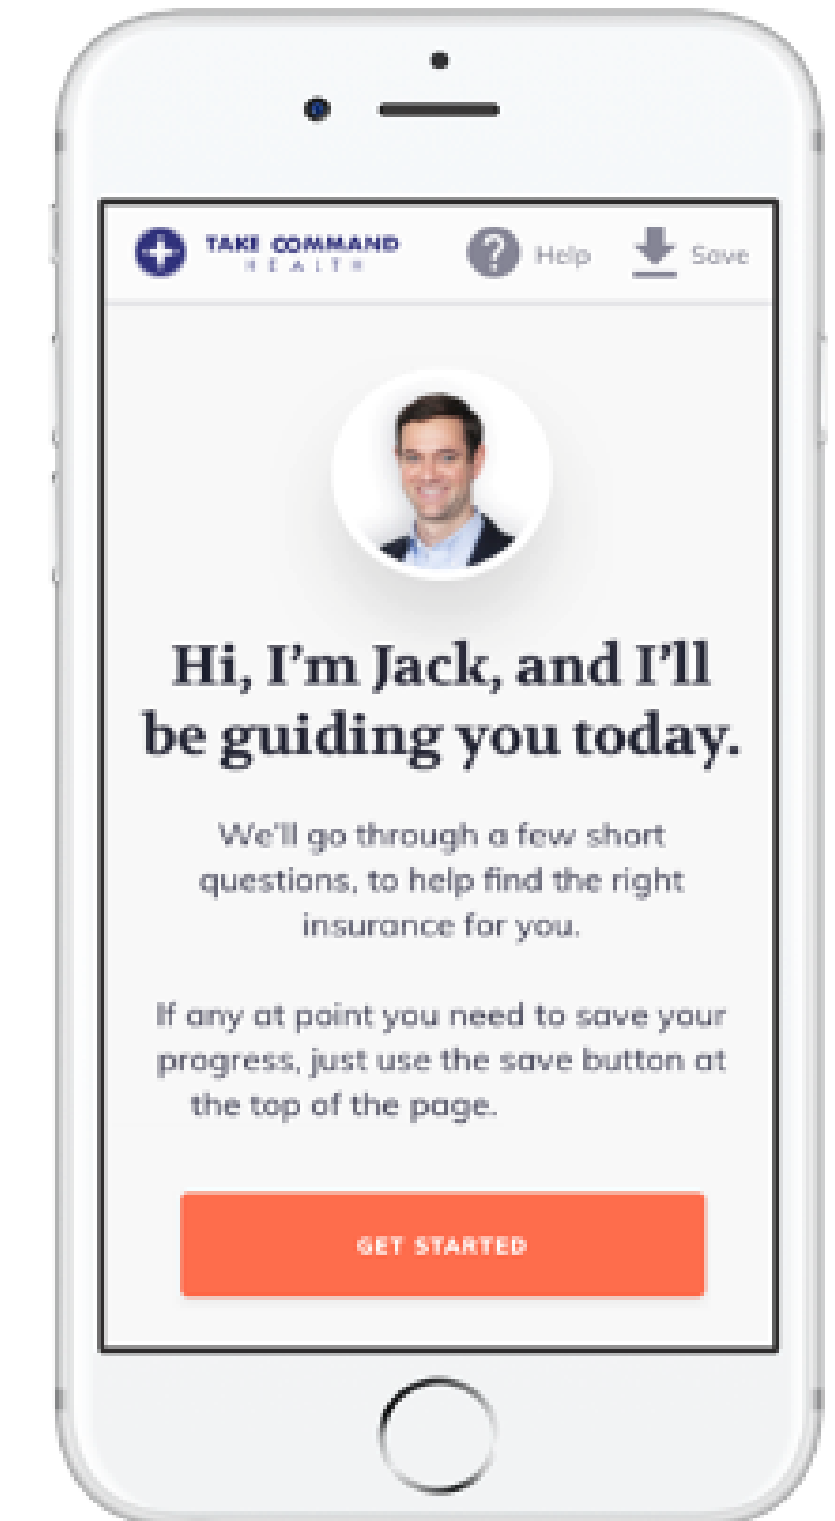 TAKE COMMAND
HEALTH
Help
Save
Hi, I'm Jack, and I'll
be guiding you today.
We'll go through a few short
questions, to help find the right
insurance for you.
If any at point you need to save your
progress, just use the save button at
the top of the page.
GET STARTED